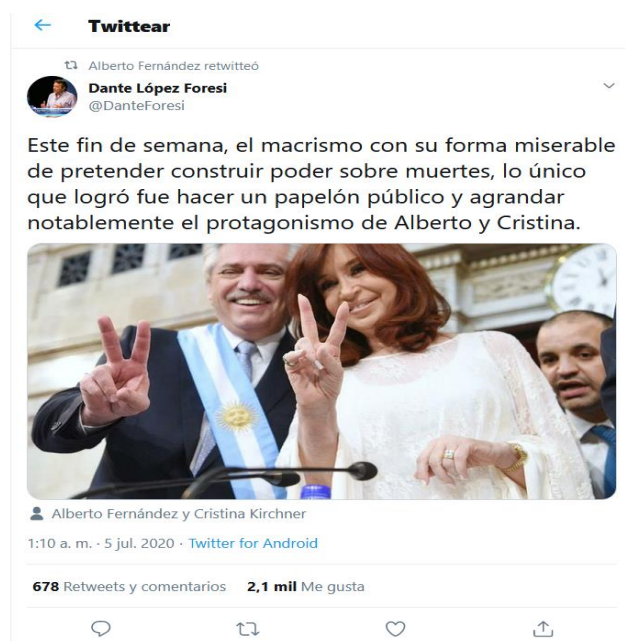 Twittear
Alberto Fernández retwitteó
Dante López Foresi
@DanteForesi
Este fin de semana, el macrismo con su forma miserable
de pretender construir poder sobre muertes, lo único
que logró fue hacer un papelón público y agrandar
notablemente el protagonismo de Alberto y Cristina.
Alberto Fernández y Cristina Kirchner
1:10 a. m. · 5 jul. 2020 · Twitter for Android
678 Retweets y comentarios 2,1 mil Me gusta